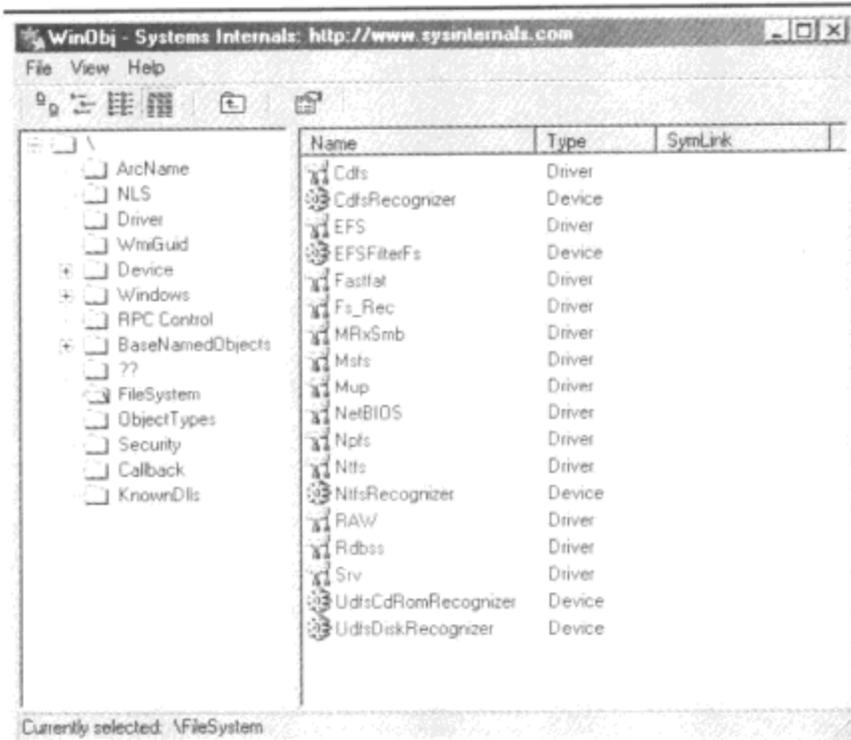 WinObj - Systems Internals: http://www.sysinternals.com
File View Help
\
ArcName
NLS
Driver
WmiGuid
Device
Windows
RPC Control
BaseNamedObjects
??
FileSystem
ObjectTypes
Security
Callback
KnownDlls
Name Type SymLink
Cdfs Driver
CdfsRecognizer Device
EFS Driver
EFSFilterFs Device
Fastfat Driver
Fs_Rec Driver
MRxSmb Driver
Msfs Driver
Mup Driver
NetBIOS Driver
Npfs Driver
Ntfs Driver
NtfsRecognizer Device
RAW Driver
Rdbss Driver
Srv Driver
UdfsCdRomRecognizer Device
UdfsDiskRecognizer Device
Currently selected: \FileSystem